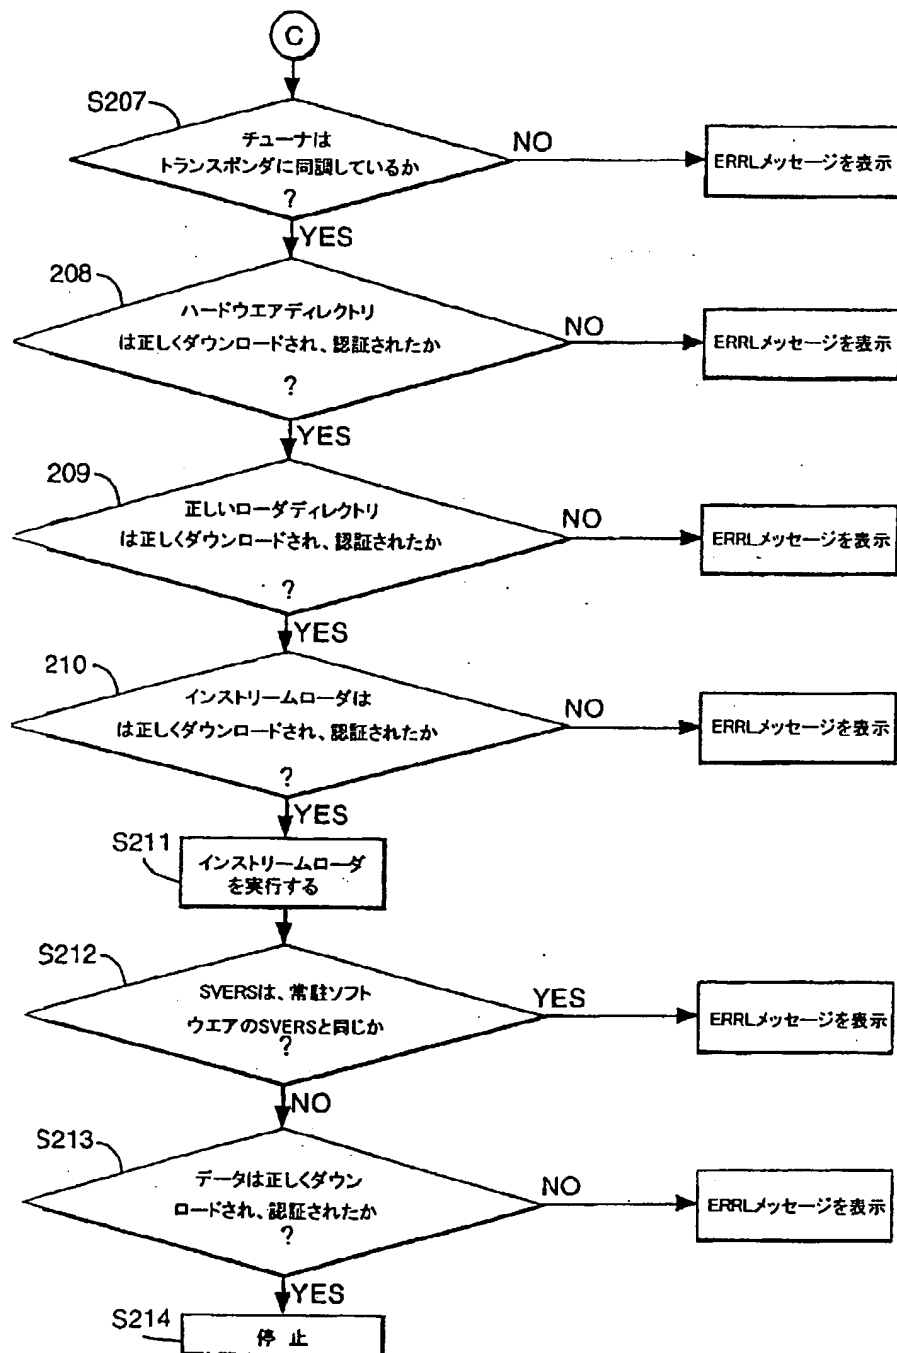 C
S207
チューナは
トランスポンダに同調しているか
?
NO
ERRLメッセージを表示
YES
208
ハードウエアディレクトリ
は正しくダウンロードされ、認証されたか
?
NO
ERRLメッセージを表示
YES
209
正しいローダディレクトリ
は正しくダウンロードされ、認証されたか
?
NO
ERRLメッセージを表示
YES
210
インストリームローダは
は正しくダウンロードされ、認証されたか
?
NO
ERRLメッセージを表示
YES
S211
インストリームローダ
を実行する
S212
SVERSは、常駐ソフト
ウエアのSVERSと同じか
?
YES
ERRLメッセージを表示
NO
S213
データは正しくダウン
ロードされ、認証されたか
?
NO
ERRLメッセージを表示
YES
S214
停 止